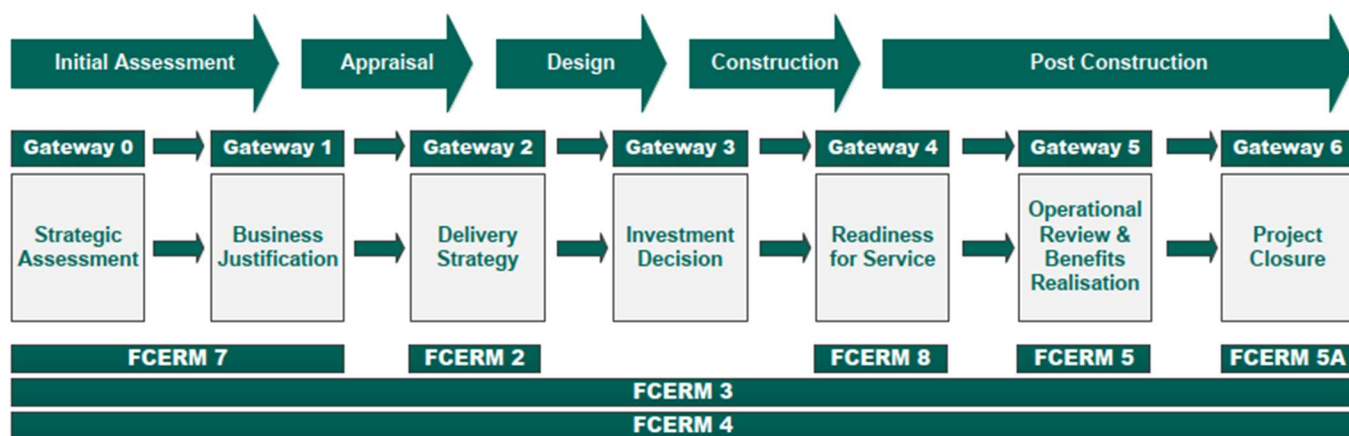 Initial Assessment
Appraisal
Design
Construction
Post Construction
Gateway 0
Gateway 1
Gateway 2
Gateway 3
Gateway 4
Gateway 5
Gateway 6
Strategic
Assessment
Business
Justification
Delivery
Strategy
Investment
Decision
Readiness
for Service
Operational
Review &
Benefits
Realisation
Project
Closure
FCERM 7
FCERM 2
FCERM 8
FCERM 5
FCERM 5A
FCERM 3
FCERM 4